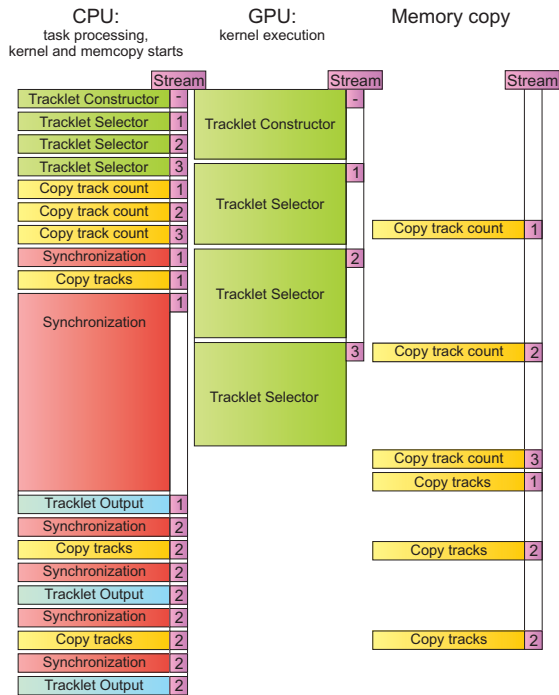 CPU:
task processing,
kernel and memcopy starts
GPU:
kernel execution
Memory copy
Stream
Stream
Stream
Tracklet Constructor -
Tracklet Selector 1
Tracklet Selector 2
Tracklet Selector 3
Copy track count 1
Copy track count 2
Copy track count 3
Synchronization 1
Copy tracks 1
Synchronization 1
Tracklet Output 1
Synchronization 2
Copy tracks 2
Synchronization 2
Tracklet Output 2
Synchronization 2
Copy tracks 2
Synchronization 2
Tracklet Output 2
Tracklet Constructor -
Tracklet Selector 1
Tracklet Selector 2
Tracklet Selector 3
Copy track count 1
Copy track count 2
Copy track count 3
Copy tracks 1
Copy tracks 2
Copy tracks 2